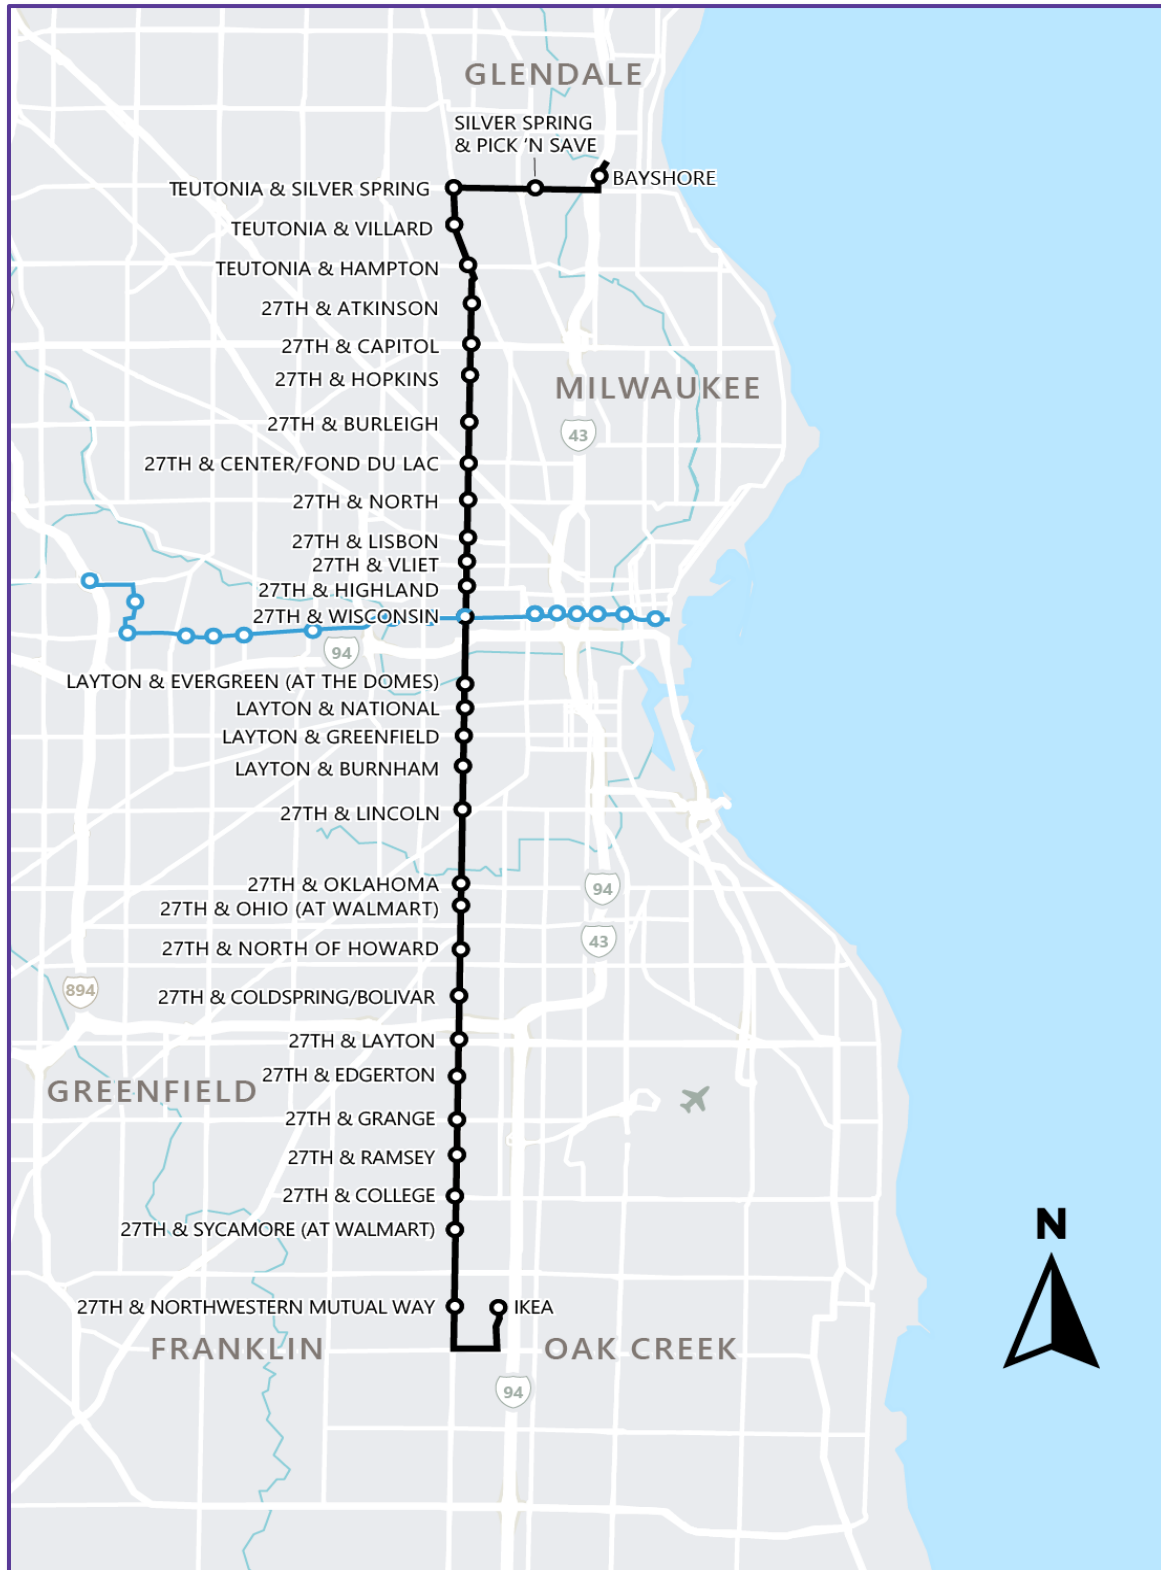 GLENDALE
SILVER SPRING
& PICK 'N SAVE
BAYSHORE
TEUTONIA & SILVER SPRING
TEUTONIA & VILLARD
TEUTONIA & HAMPTON
27TH & ATKINSON
27TH & CAPITOL
27TH & HOPKINS
MILWAUKEE
27TH & BURLEIGH
43
27TH & CENTER/FOND DU LAC
27TH & NORTH
27TH & LISBON
27TH & VLIET
27TH & HIGHLAND
27TH & WISCONSIN
94
LAYTON & EVERGREEN (AT THE DOMES)
LAYTON & NATIONAL
LAYTON & GREENFIELD
LAYTON & BURNHAM
27TH & LINCOLN
27TH & OKLAHOMA
94
27TH & OHIO (AT WALMART)
27TH & NORTH OF HOWARD
43
894
27TH & COLDSPRING/BOLIVAR
27TH & LAYTON
27TH & EDGERTON
GREENFIELD
27TH & GRANGE
27TH & RAMSEY
27TH & COLLEGE
27TH & SYCAMORE (AT WALMART)
N
27TH & NORTHWESTERN MUTUAL WAY
IKEA
FRANKLIN
OAK CREEK
94